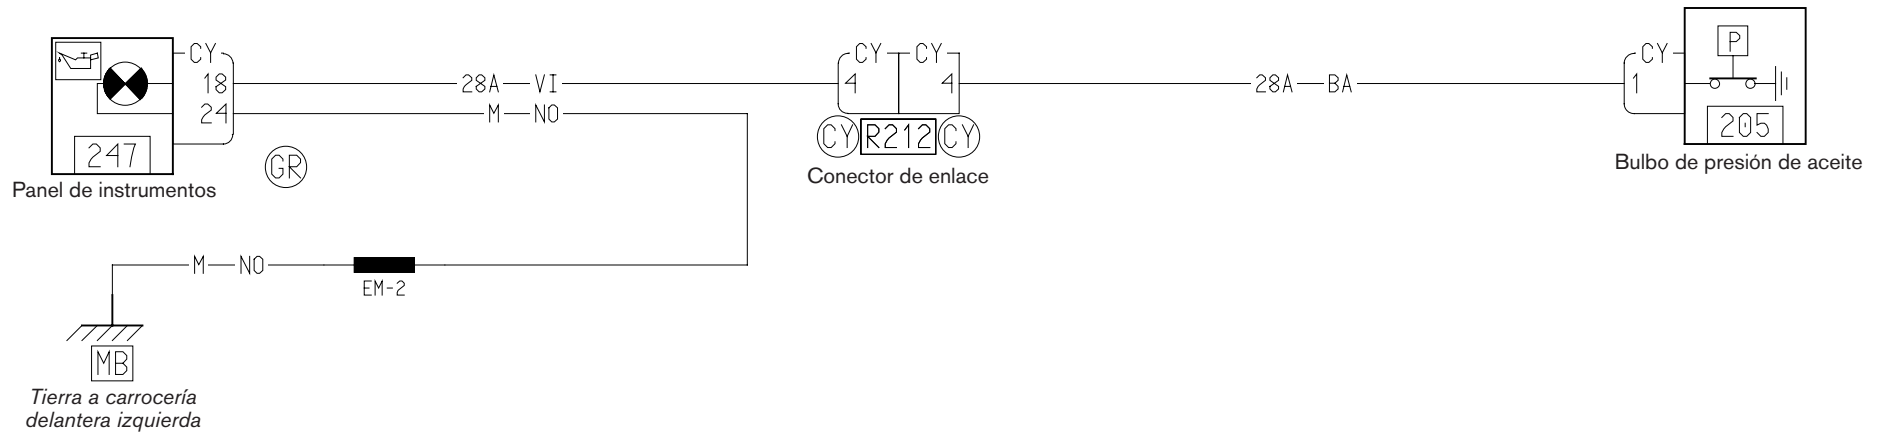 CY
18
24
247
Panel de instrumentos
GR
28A VI
M NO
CY CY
4 4
CY R212 CY
Conector de enlace
28A BA
CY
1
P
205
Bulbo de presión de aceite
M NO
EM-2
MB
Tierra a carrocería
delantera izquierda